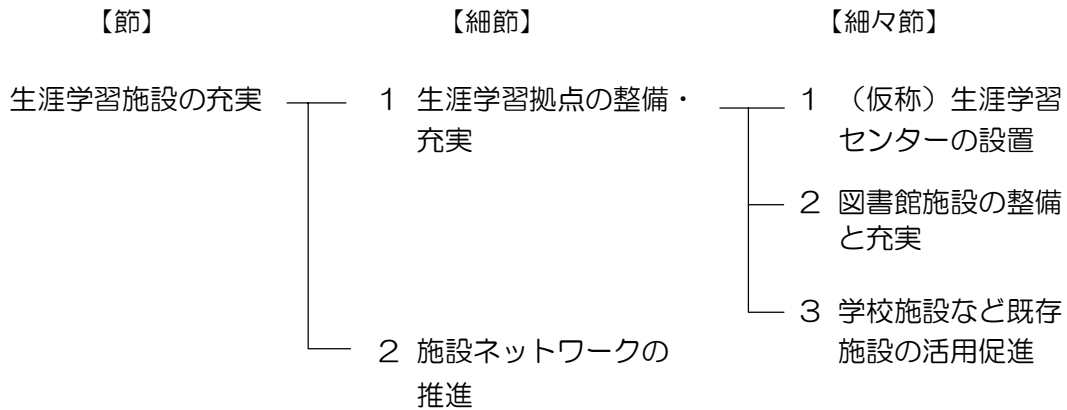 【節】 【細節】 【細々節】
生涯学習施設の充実 1 生涯学習拠点の整備・ 1 （仮称）生涯学習
充実 センターの設置
2 図書館施設の整備
と充実
3 学校施設など既存
2 施設ネットワークの 施設の活用促進
推進